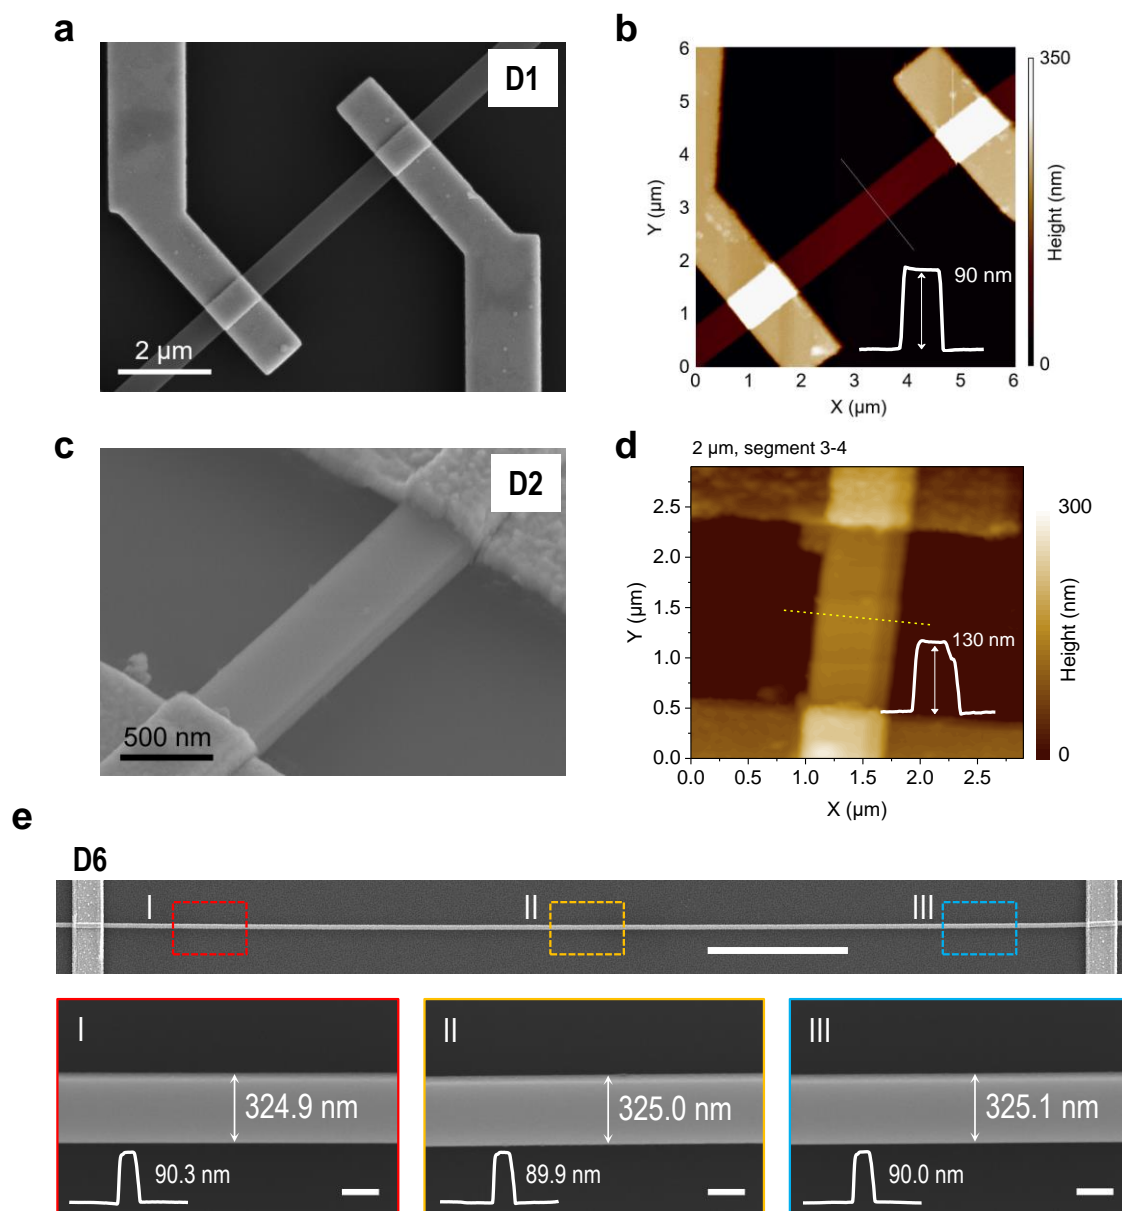 a
D1
2 µm
b
6
5
4
3
2
1
0
Y (µm)
0 1 2 3 4 5 6
X (µm)
90 nm
350
Height (nm)
0
c
D2
500 nm
d
2 µm, segment 3-4
2.5
2.0
1.5
1.0
0.5
0.0
Y (µm)
0.0 0.5 1.0 1.5 2.0 2.5
X (µm)
130 nm
300
Height (nm)
0
e
D6
I II III
I
324.9 nm
90.3 nm
II
325.0 nm
89.9 nm
III
325.1 nm
90.0 nm